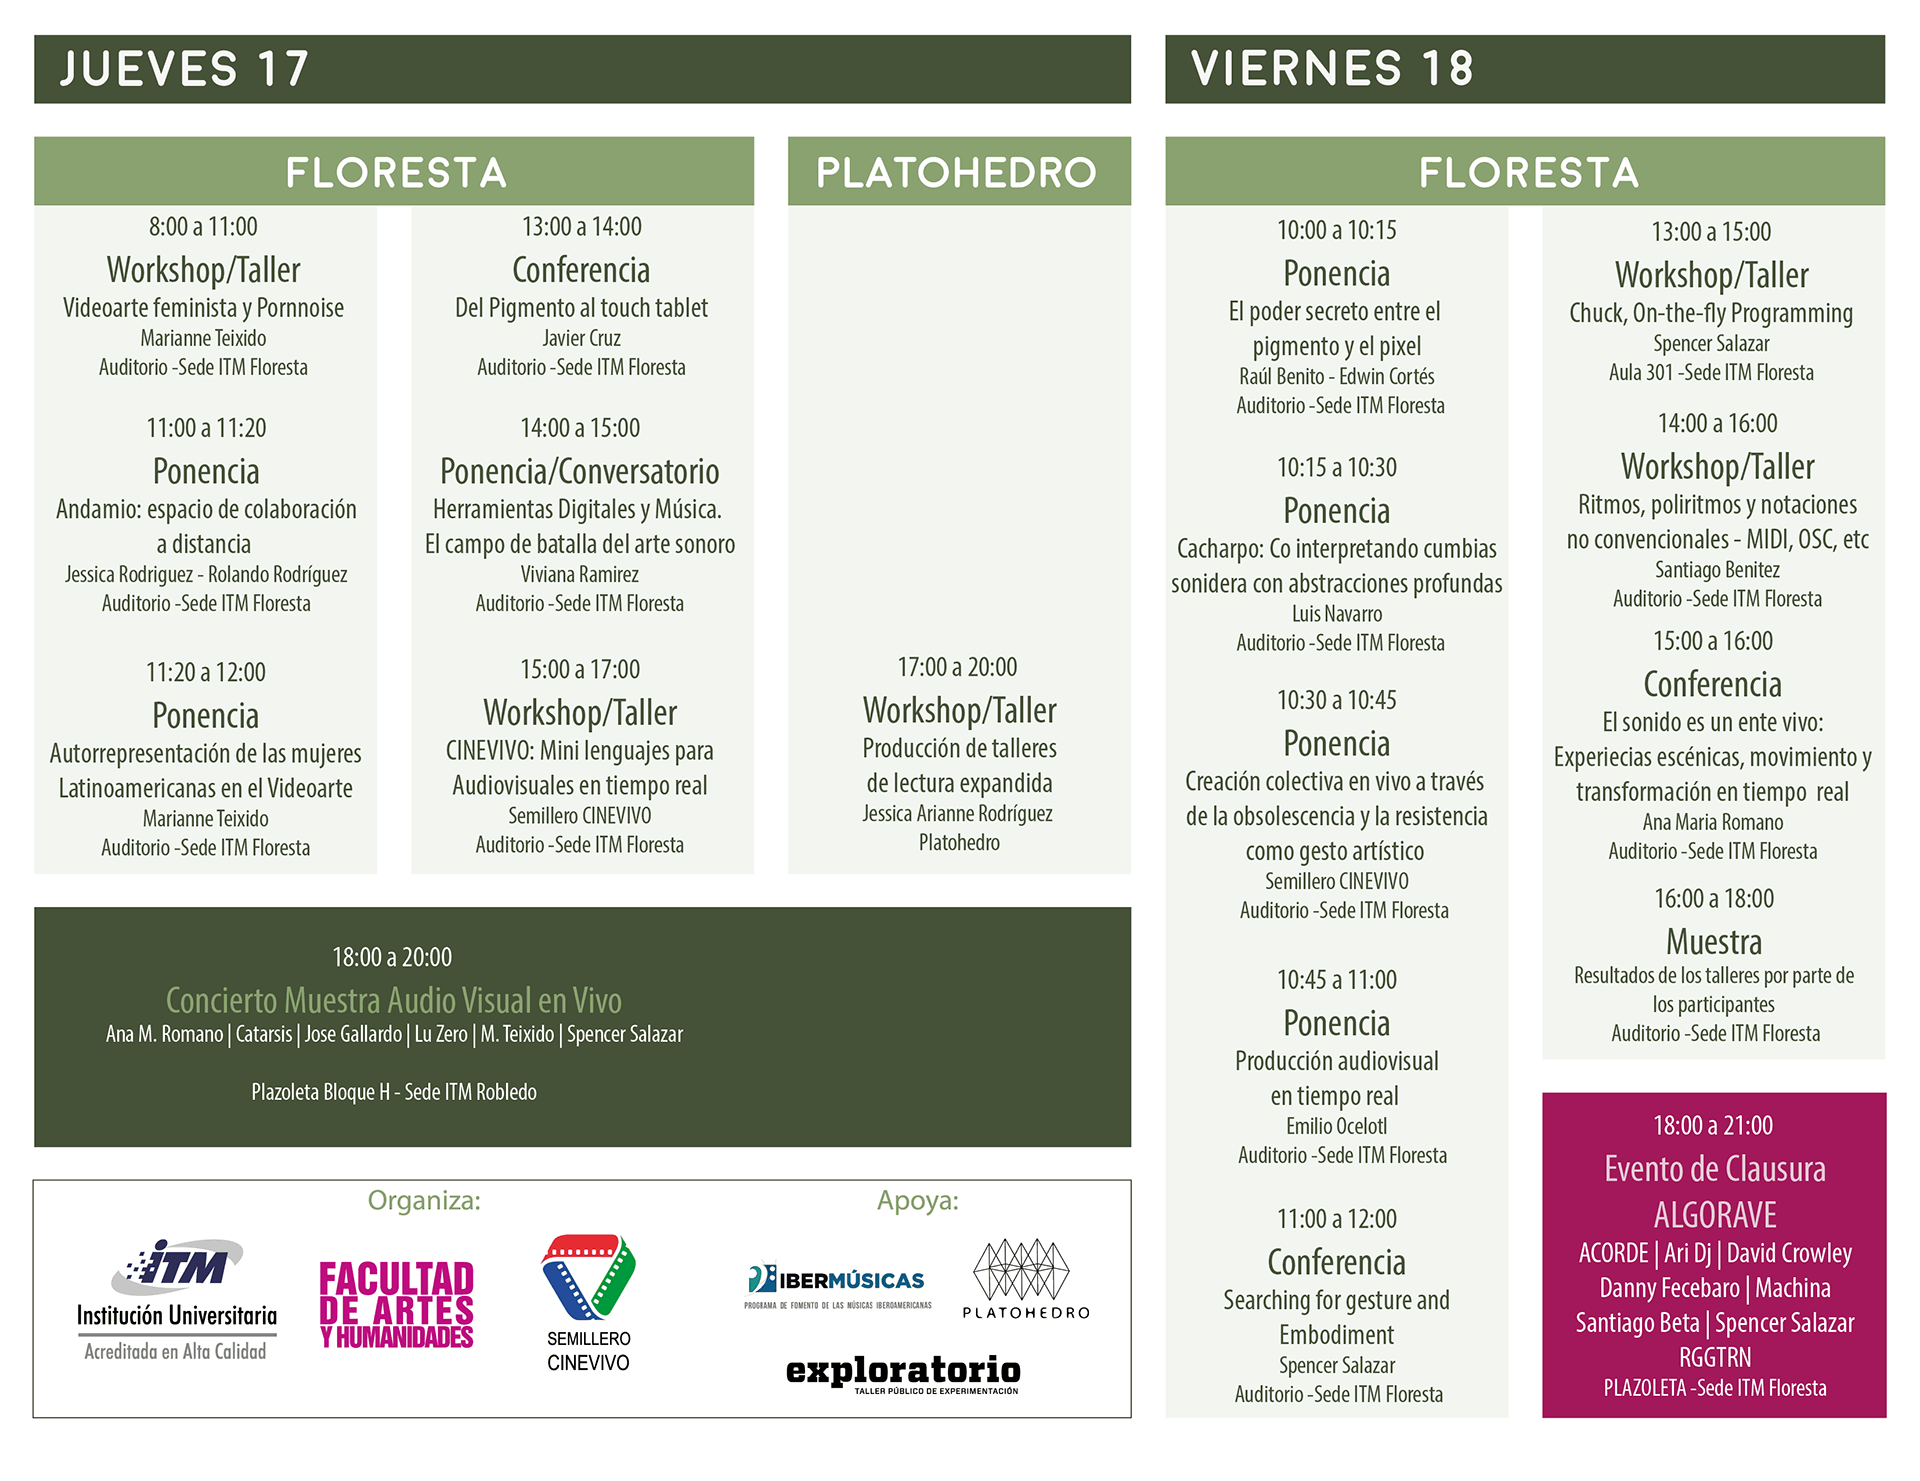 JUEVES 17
FLORESTA
8:00 a 11:00
Workshop/Taller
Videoarte feminista y Pornnoise
Marianne Teixido
Auditorio -Sede ITM Floresta
11:00 a 11:20
Ponencia
Andamio: espacio de colaboración
a distancia
Jessica Rodriguez - Rolando Rodríguez
Auditorio -Sede ITM Floresta
11:20 a 12:00
Ponencia
Autorrepresentación de las mujeres
Latinoamericanas en el Videoarte
Marianne Teixido
Auditorio -Sede ITM Floresta
13:00 a 14:00
Conferencia
Del Pigmento al touch tablet
Javier Cruz
Auditorio -Sede ITM Floresta
14:00 a 15:00
Ponencia/Conversatorio
Herramientas Digitales y Música.
El campo de batalla del arte sonoro
Viviana Ramirez
Auditorio -Sede ITM Floresta
15:00 a 17:00
Workshop/Taller
CINEVIVO: Mini lenguajes para
Audiovisuales en tiempo real
Semillero CINEVIVO
Auditorio -Sede ITM Floresta
PLATOHEDRO
17:00 a 20:00
Workshop/Taller
Producción de talleres
de lectura expandida
Jessica Arianne Rodríguez
Platohedro
18:00 a 20:00
Concierto Muestra Audio Visual en Vivo
Ana M. Romano | Catarsis | Jose Gallardo | Lu Zero | M. Teixido | Spencer Salazar
Plazoleta Bloque H - Sede ITM Robledo
Organiza:
iTM
Institución Universitaria
Acreditada en Alta Calidad
FACULTAD
DE ARTES
Y HUMANIDADES
SEMILLERO
CINEVIVO
Apoya:
IBERMÚSICAS
PROGRAMA DE FOMENTO DE LAS MÚSICAS IBEROAMERICANAS
PLATOHEDRO
exploratorio
TALLER PÚBLICO DE EXPERIMENTACIÓN
VIERNES 18
FLORESTA
10:00 a 10:15
Ponencia
El poder secreto entre el
pigmento y el pixel
Raúl Benito - Edwin Cortés
Auditorio -Sede ITM Floresta
10:15 a 10:30
Ponencia
Cacharpo: Co interpretando cumbias
sonidera con abstracciones profundas
Luis Navarro
Auditorio -Sede ITM Floresta
10:30 a 10:45
Ponencia
Creación colectiva en vivo a través
de la obsolescencia y la resistencia
como gesto artístico
Semillero CINEVIVO
Auditorio -Sede ITM Floresta
10:45 a 11:00
Ponencia
Producción audiovisual
en tiempo real
Emilio Ocelotl
Auditorio -Sede ITM Floresta
11:00 a 12:00
Conferencia
Searching for gesture and
Embodiment
Spencer Salazar
Auditorio -Sede ITM Floresta
13:00 a 15:00
Workshop/Taller
Chuck, On-the-fly Programming
Spencer Salazar
Aula 301 -Sede ITM Floresta
14:00 a 16:00
Workshop/Taller
Ritmos, poliritmos y notaciones
no convencionales - MIDI, OSC, etc
Santiago Benitez
Auditorio -Sede ITM Floresta
15:00 a 16:00
Conferencia
El sonido es un ente vivo:
Experiecias escénicas, movimiento y
transformación en tiempo real
Ana Maria Romano
Auditorio -Sede ITM Floresta
16:00 a 18:00
Muestra
Resultados de los talleres por parte de
los participantes
Auditorio -Sede ITM Floresta
18:00 a 21:00
Evento de Clausura
ALGORAVE
ACORDE | Ari Dj | David Crowley
Danny Fecebaro | Machina
Santiago Beta | Spencer Salazar
RGGTRN
PLAZOLETA -Sede ITM Floresta